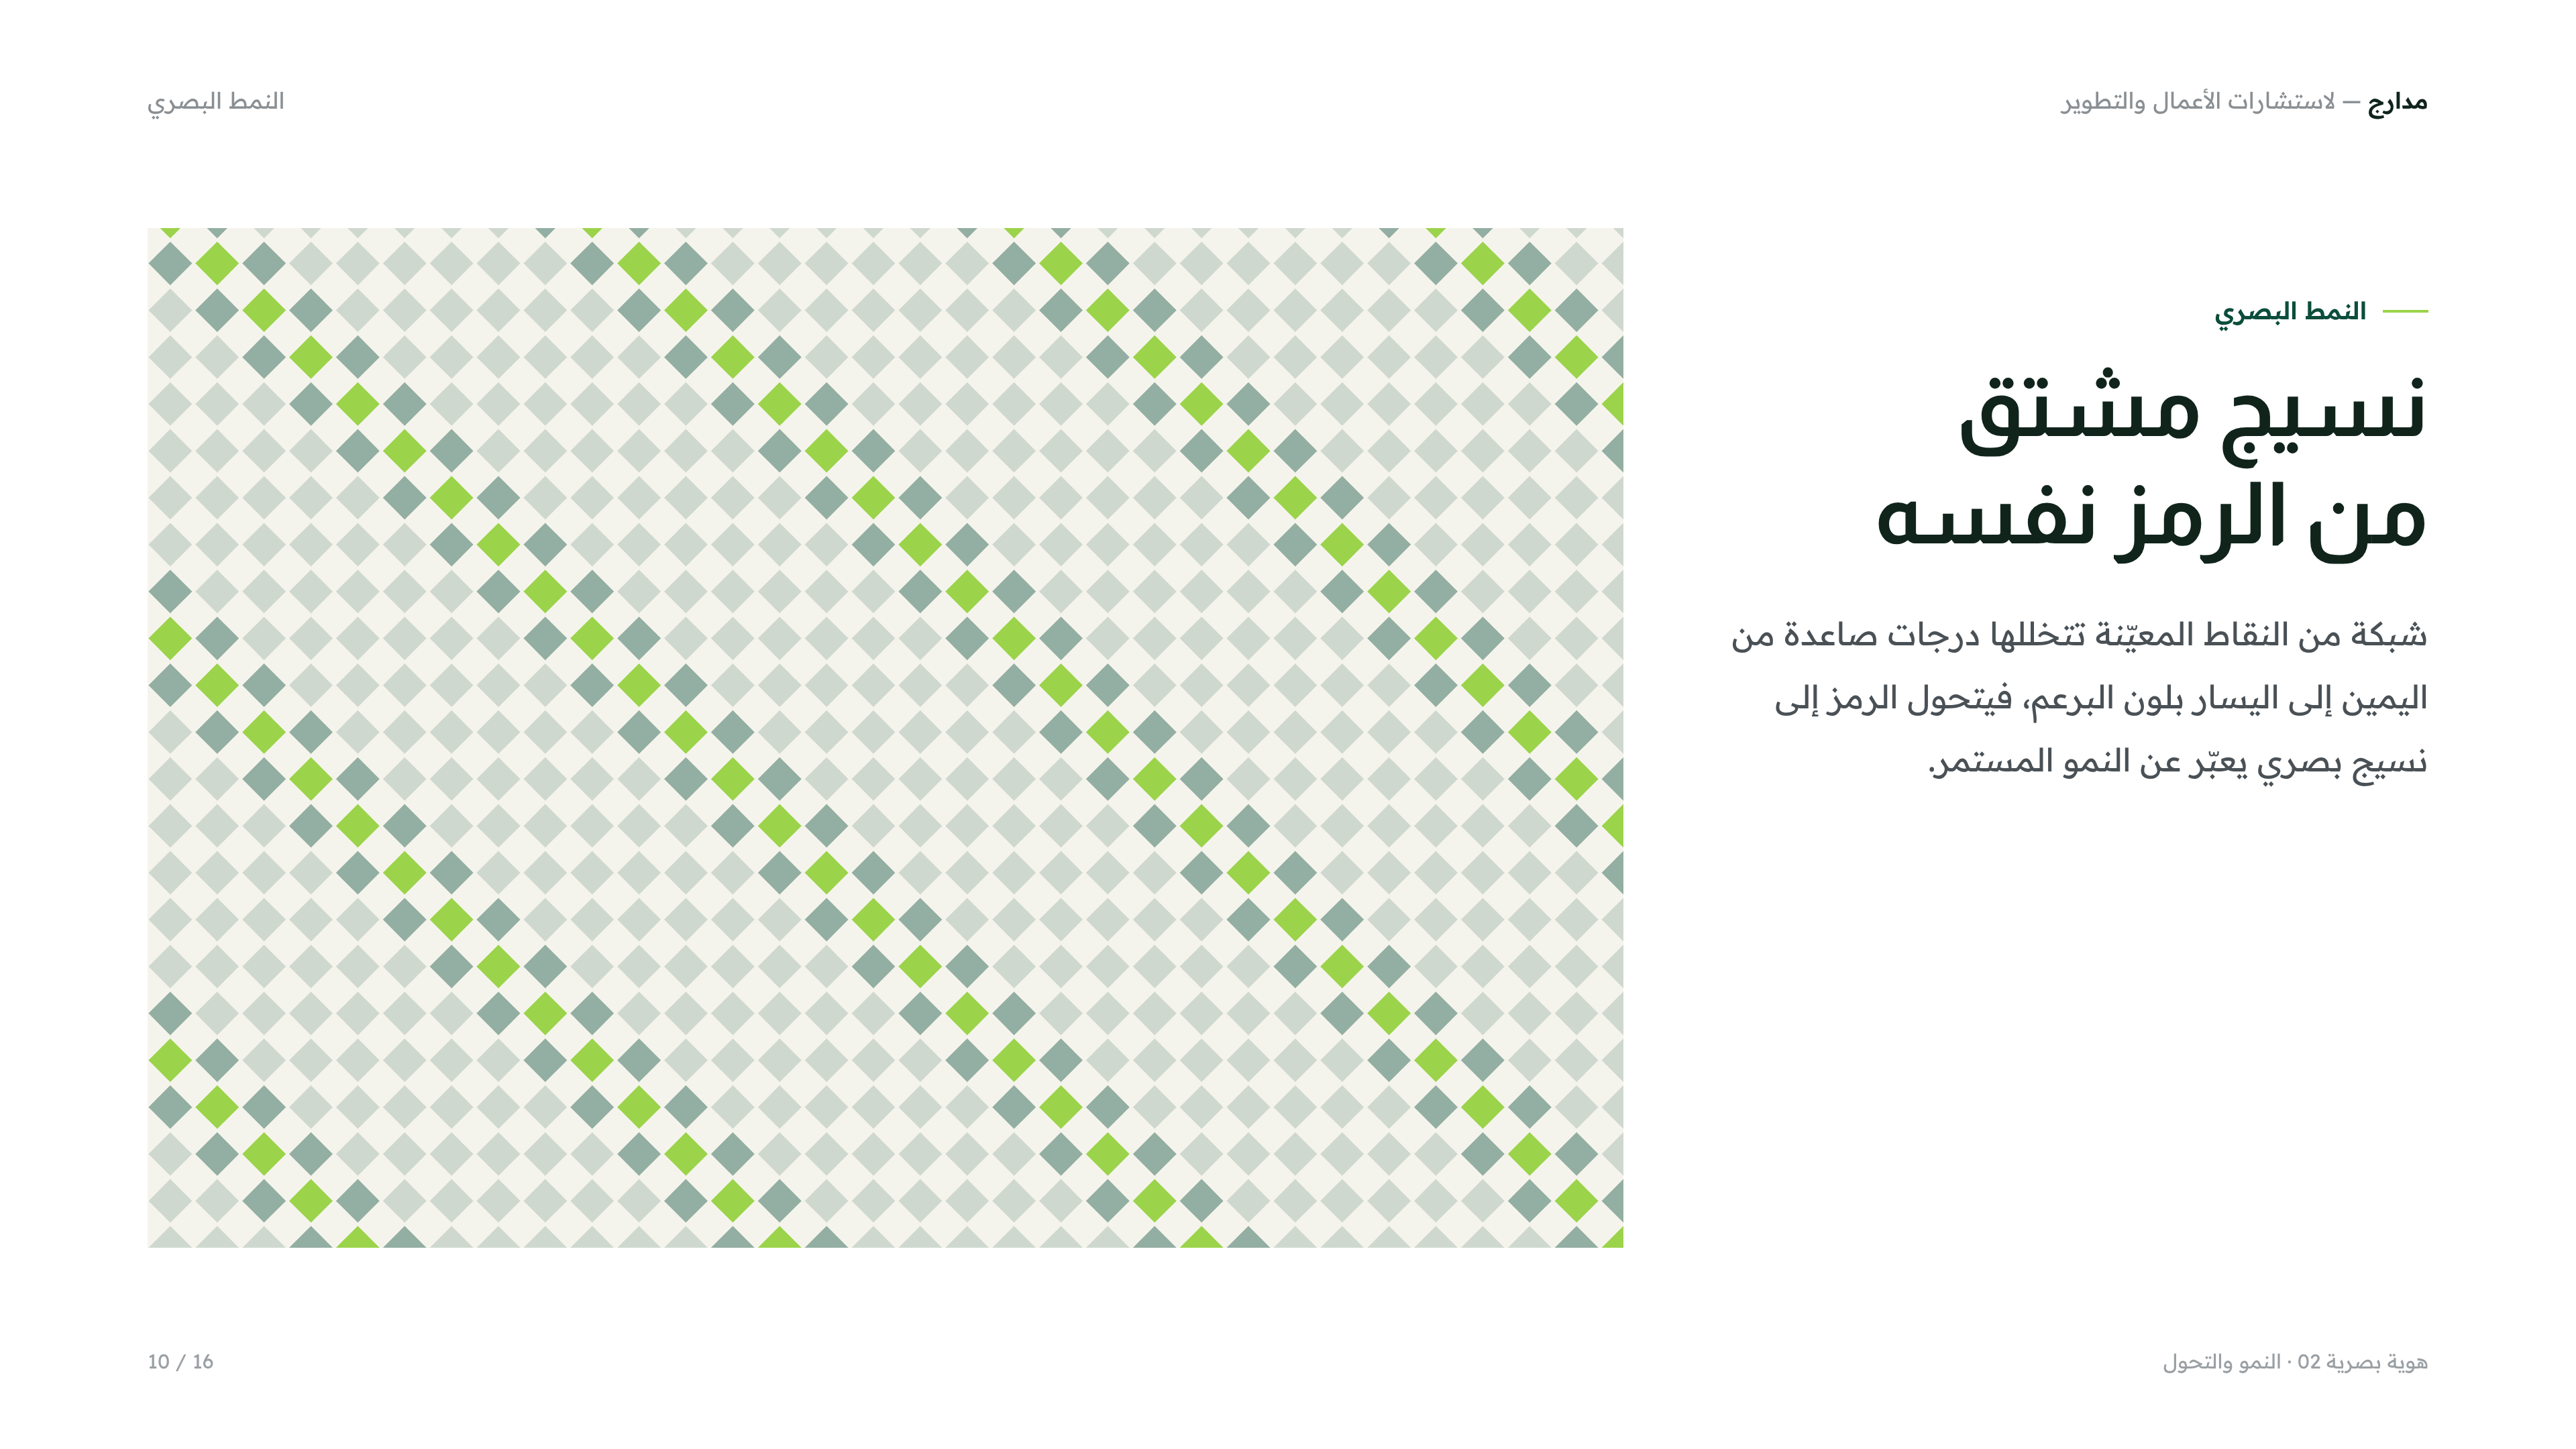 مدارج — لاستشارات الأعمال والتطوير
النمط البصري
النمط البصري
نسيج مشتق
من الرمز نفسه
شبكة من النقاط المعيّنة تتخللها درجات صاعدة من
اليمين إلى اليسار بلون البرعم، فيتحول الرمز إلى
نسيج بصري يعبّر عن النمو المستمر.
هوية بصرية 02 · النمو والتحول
10 / 16